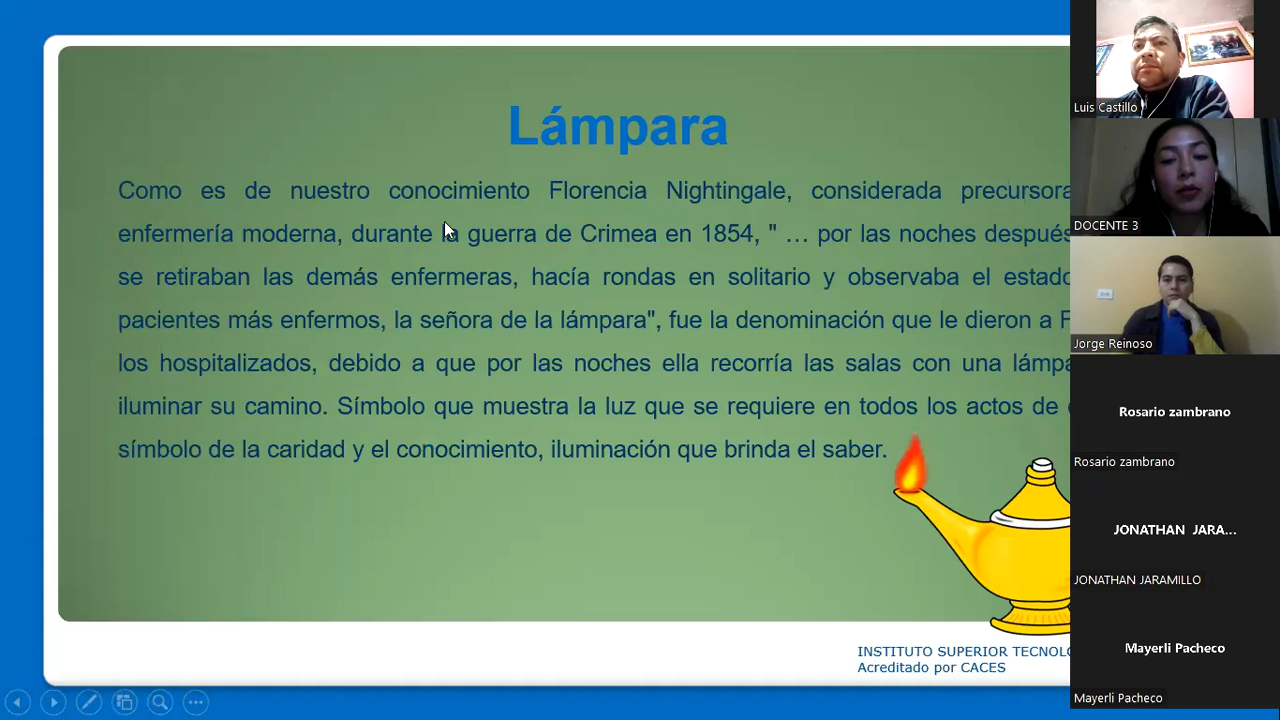 Lámpara
Como es de nuestro conocimiento Florencia Nightingale, considerada precursora
enfermería moderna, durante la guerra de Crimea en 1854, " … por las noches después
se retiraban las demás enfermeras, hacía rondas en solitario y observaba el estado
pacientes más enfermos, la señora de la lámpara", fue la denominación que le dieron a
los hospitalizados, debido a que por las noches ella recorría las salas con una
iluminar su camino. Símbolo que muestra la luz que se requiere en todos los actos de
símbolo de la caridad y el conocimiento, iluminación que brinda el saber.
INSTITUTO SUPERIOR
Acreditado por CACES
Luis Castillo
DOCENTE 3
Jorge Reinoso
Rosario zambrano
Rosario zambrano
JONATHAN JARA...
JONATHAN JARAMILLO
Mayerli Pacheco
Mayerli Pacheco